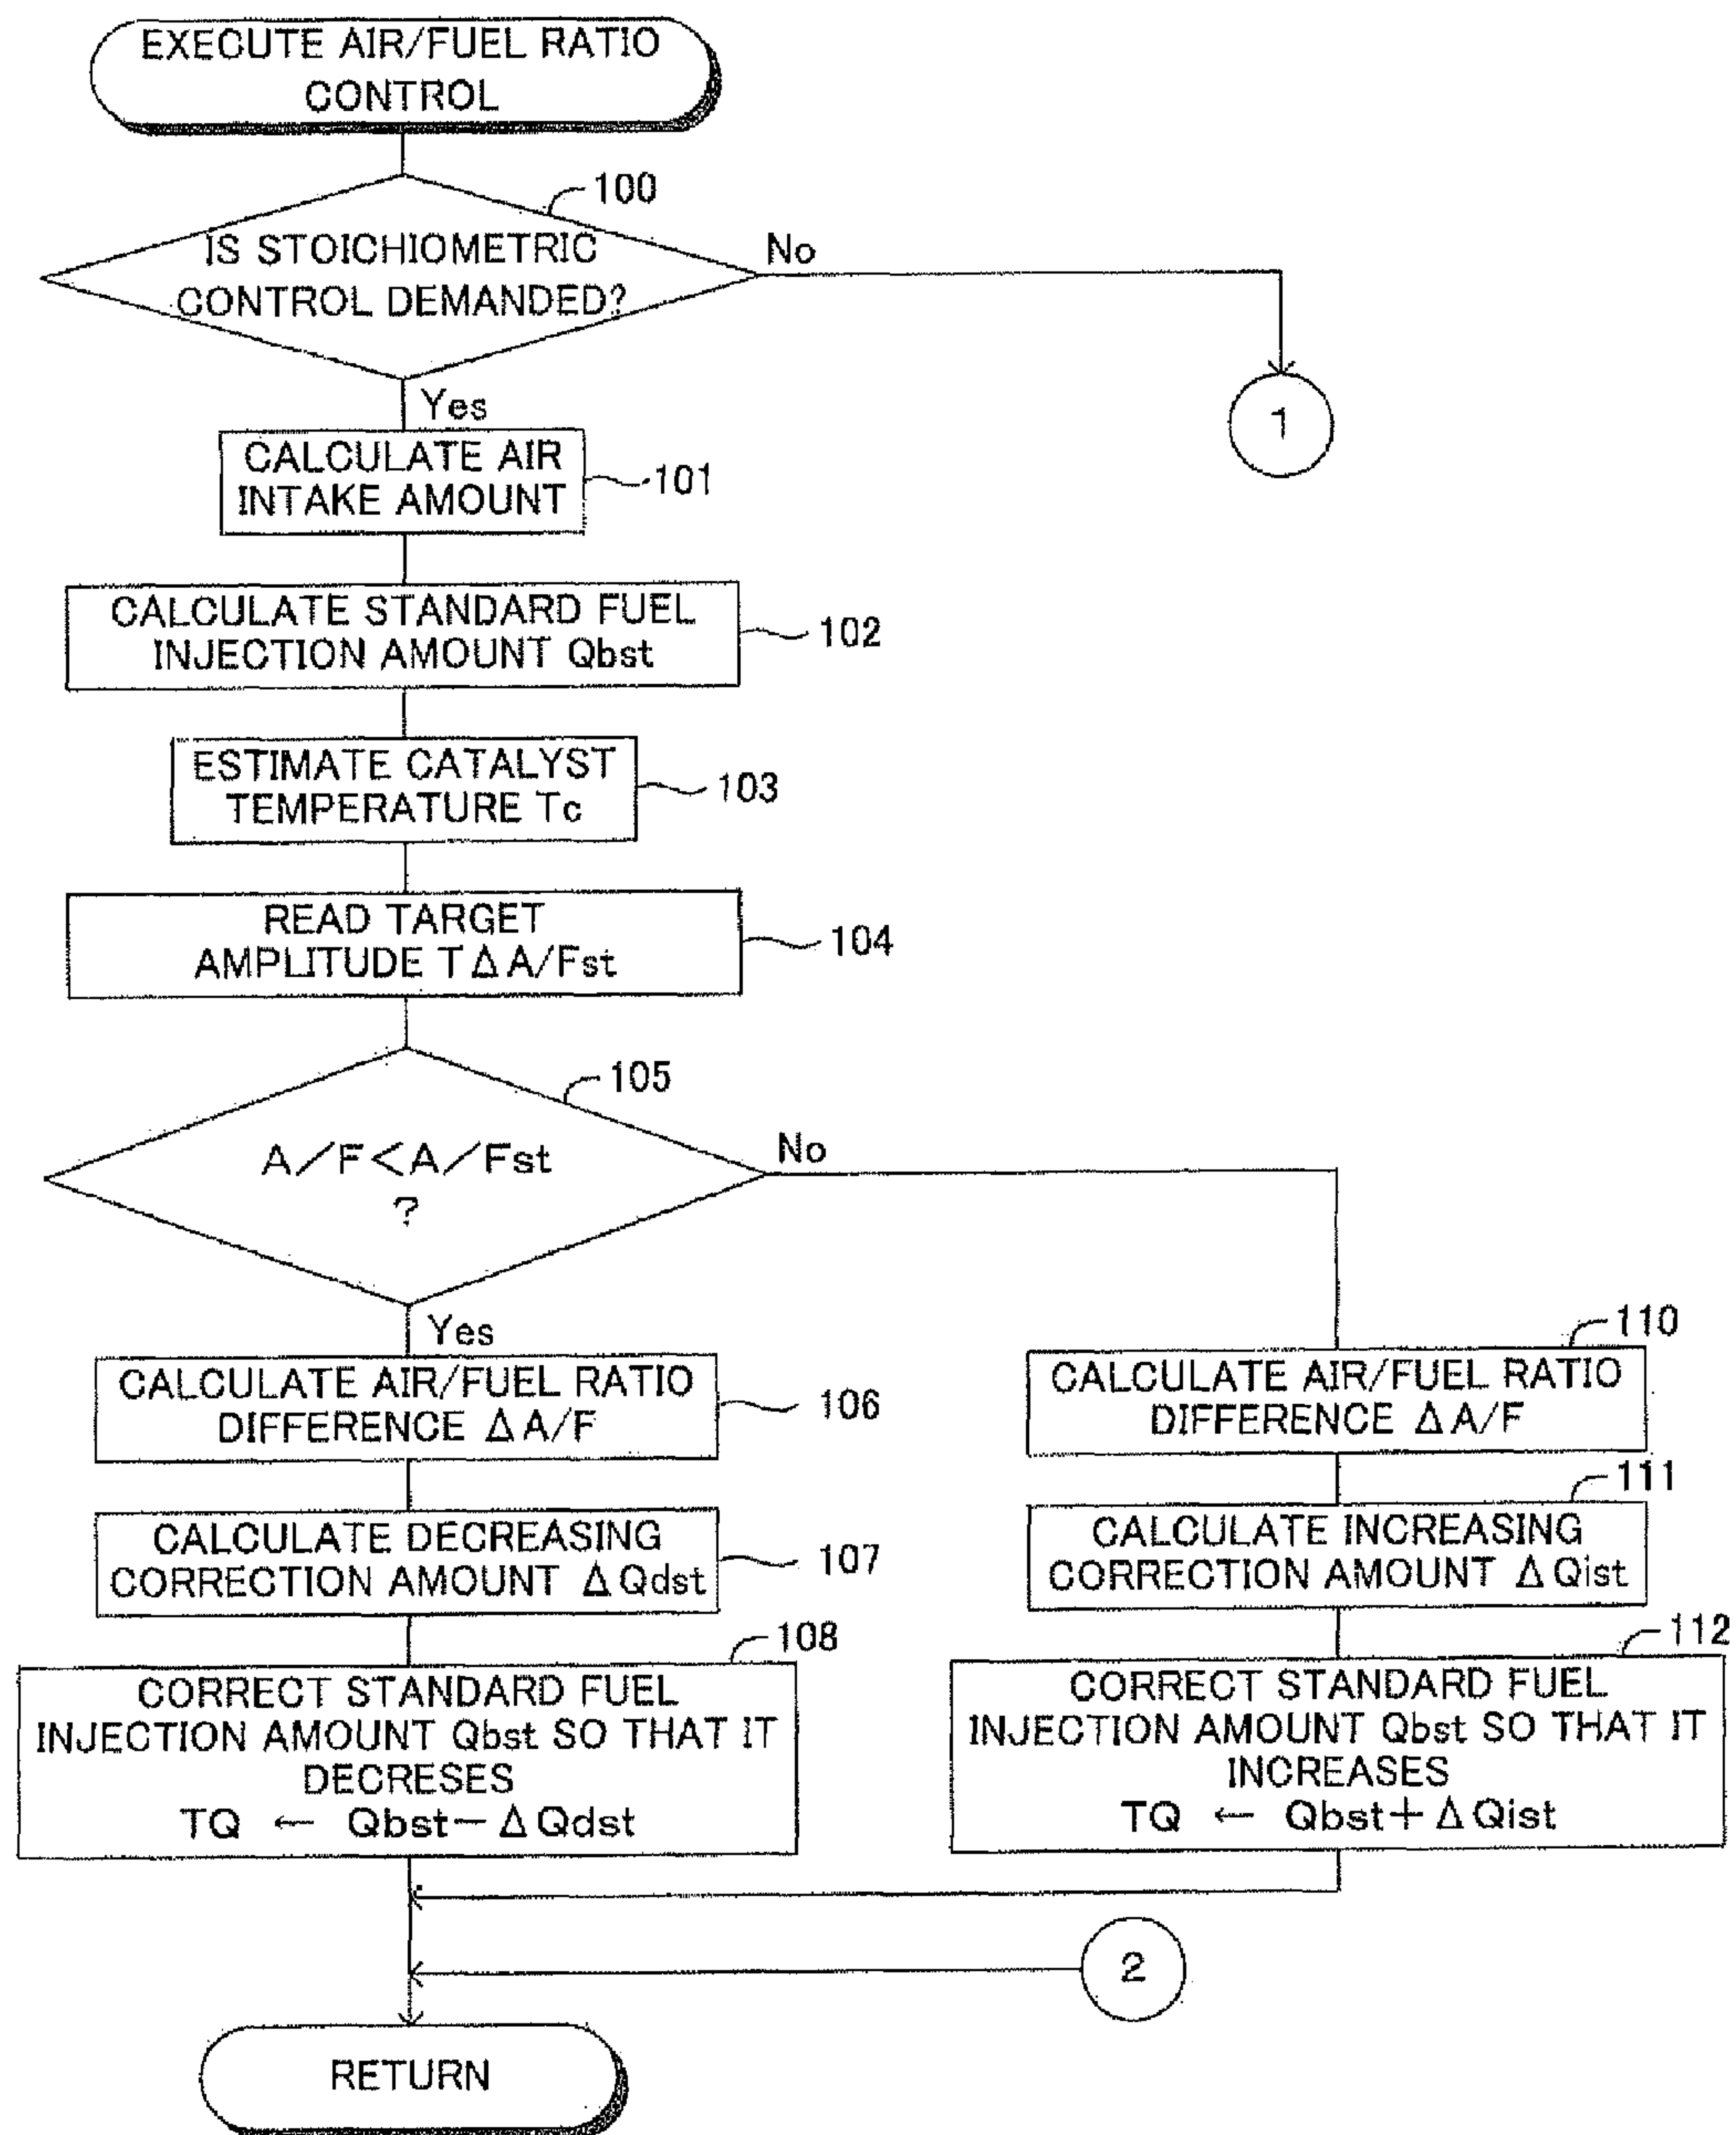 EXECUTE AIR/FUEL RATIO
CONTROL
100
IS STOICHIOMETRIC
CONTROL DEMANDED?
No
1
Yes
CALCULATE AIR
INTAKE AMOUNT
101
CALCULATE STANDARD FUEL
INJECTION AMOUNT Qbst
102
ESTIMATE CATALYST
TEMPERATURE Tc
103
READ TARGET
AMPLITUDE TΔA/Fst
104
105
A/F<A/Fst
?
No
Yes
CALCULATE AIR/FUEL RATIO
DIFFERENCE ΔA/F
106
CALCULATE DECREASING
CORRECTION AMOUNT ΔQdst
107
108
CORRECT STANDARD FUEL
INJECTION AMOUNT Qbst SO THAT IT
DECRESES
TQ ← Qbst−ΔQdst
110
CALCULATE AIR/FUEL RATIO
DIFFERENCE ΔA/F
111
CALCULATE INCREASING
CORRECTION AMOUNT ΔQist
112
CORRECT STANDARD FUEL
INJECTION AMOUNT Qbst SO THAT IT
INCREASES
TQ ← Qbst+ΔQist
2
RETURN